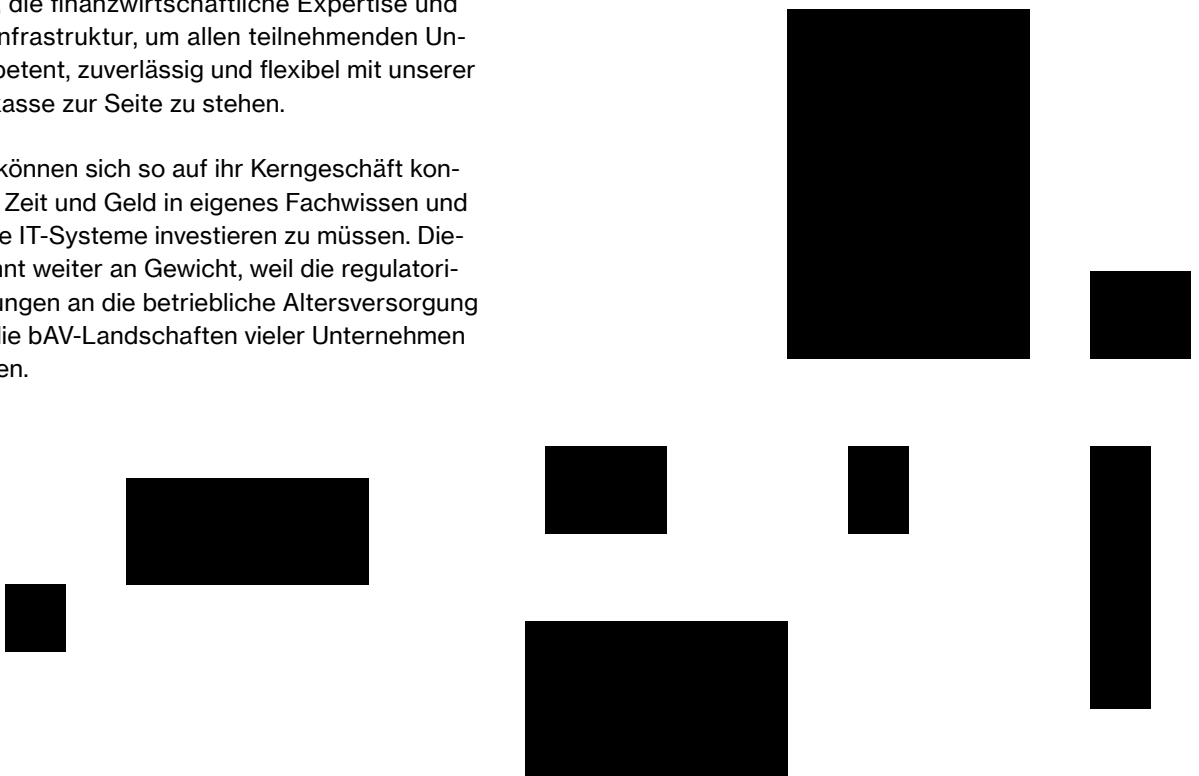 die finanzwirtschaftliche Expertise und
nfrastruktur, um allen teilnehmenden Un-
petent, zuverlässig und flexibel mit unserer
kasse zur Seite zu stehen.
können sich so auf ihr Kerngeschäft kon-
Zeit und Geld in eigenes Fachwissen und
e IT-Systeme investieren zu müssen. Die-
nnt weiter an Gewicht, weil die regulatori-
ungen an die betriebliche Altersversorgung
die bAV-Landschaften vieler Unternehmen
en.